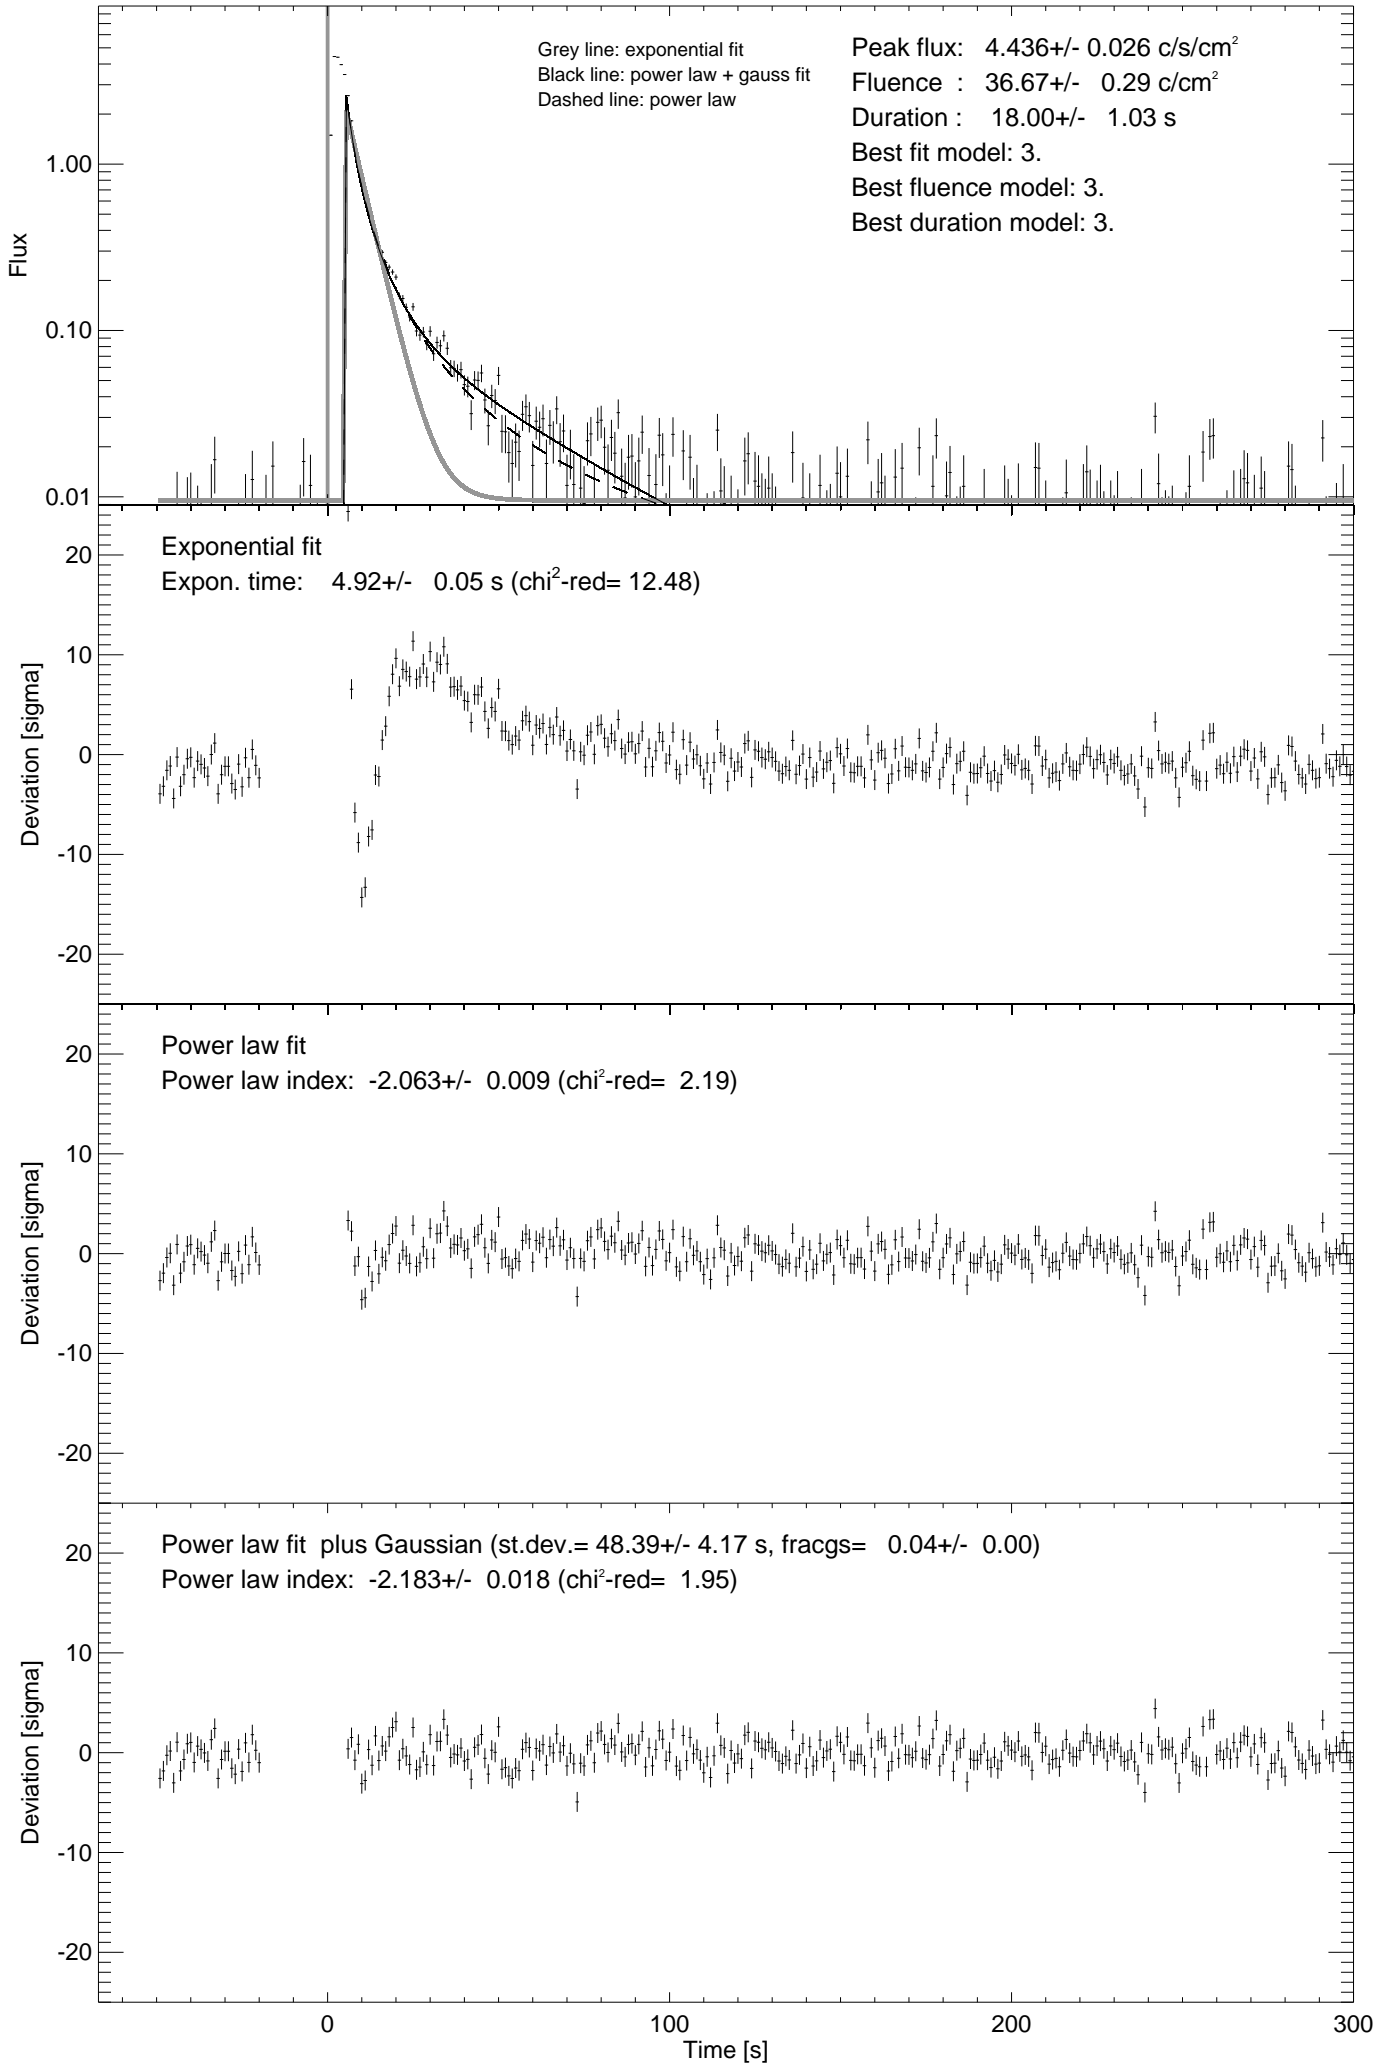 Grey line: exponential fit
Black line: power law + gauss fit
Dashed line: power law
Peak flux: 4.436+/- 0.026 c/s/cm²
Fluence : 36.67+/- 0.29 c/cm²
Duration : 18.00+/- 1.03 s
Best fit model: 3.
Best fluence model: 3.
Best duration model: 3.
Flux
1.00
0.10
0.01
Exponential fit
Expon. time: 4.92+/- 0.05 s (chi²-red= 12.48)
Deviation [sigma]
20
10
0
-10
-20
Power law fit
Power law index: -2.063+/- 0.009 (chi²-red= 2.19)
Deviation [sigma]
20
10
0
-10
-20
Power law fit plus Gaussian (st.dev.= 48.39+/- 4.17 s, fracgs= 0.04+/- 0.00)
Power law index: -2.183+/- 0.018 (chi²-red= 1.95)
Deviation [sigma]
20
10
0
-10
-20
0 100 200 300
Time [s]